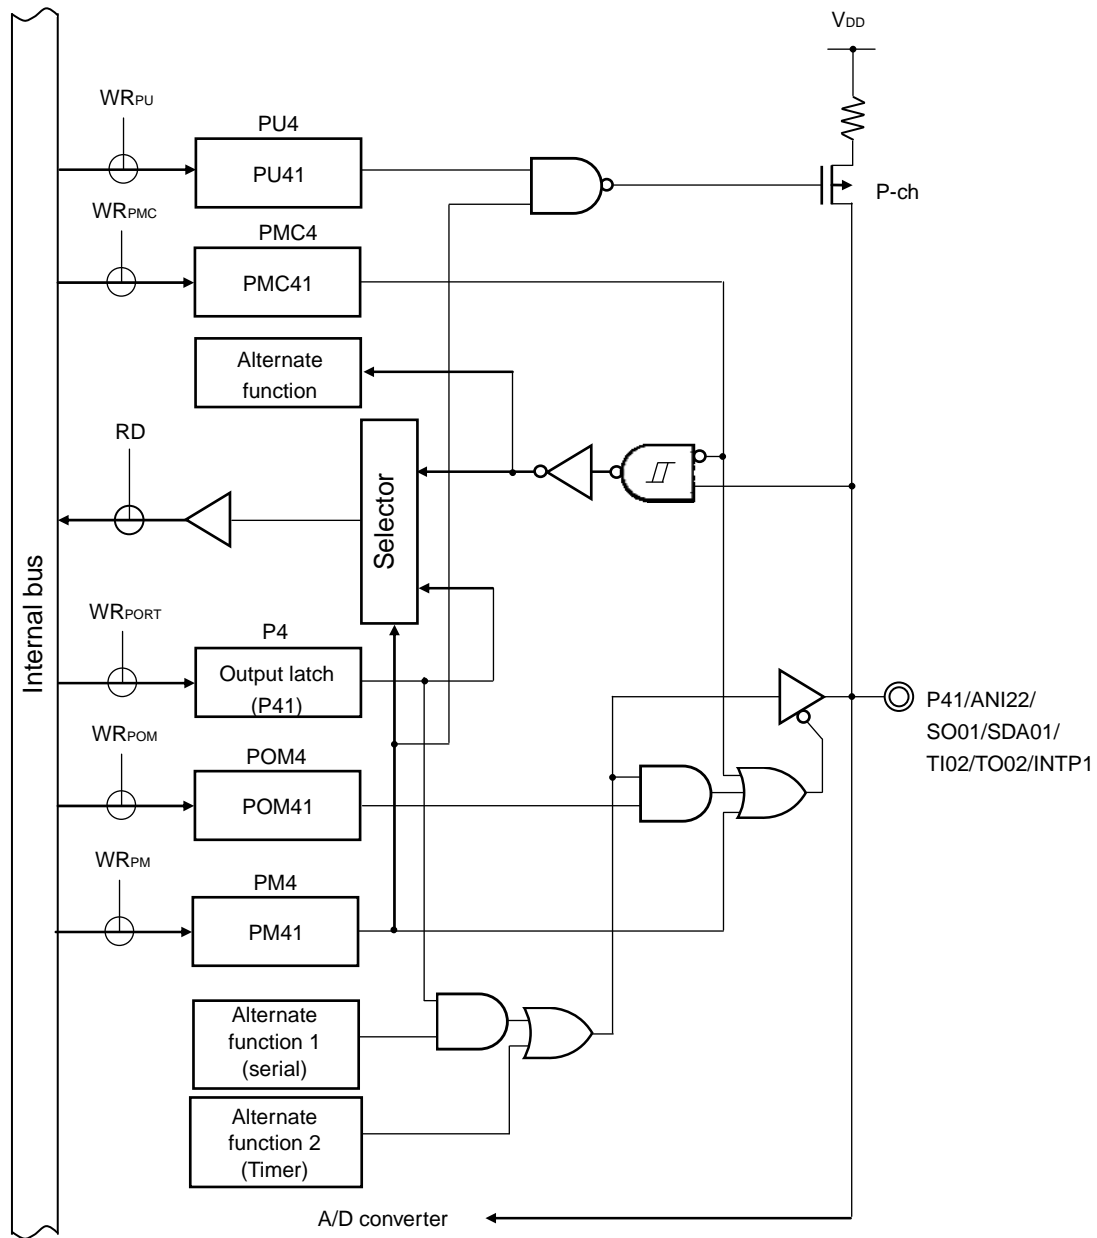 VDD
WRPU
PU4
PU41
P-ch
WRPMC
PMC4
PMC41
Alternate
function
RD
Selector
Internal bus
WRPORT
P4
Output latch
(P41)
P41/ANI22/
SO01/SDA01/
TI02/TO02/INTP1
WRPOM
POM4
POM41
WRPM
PM4
PM41
Alternate
function 1
(serial)
Alternate
function 2
(Timer)
A/D converter